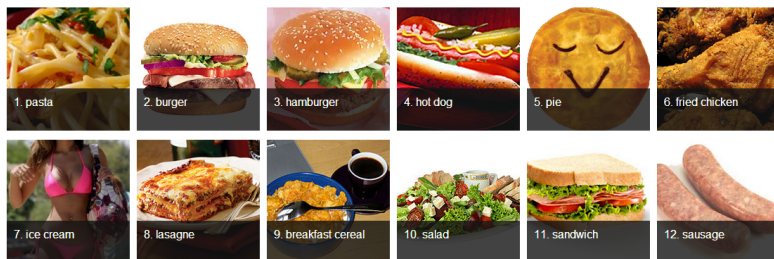 1. pasta
2. burger
3. hamburger
4. hot dog
5. pie
6. fried chicken
7. ice cream
8. lasagne
9. breakfast cereal
10. salad
11. sandwich
12. sausage